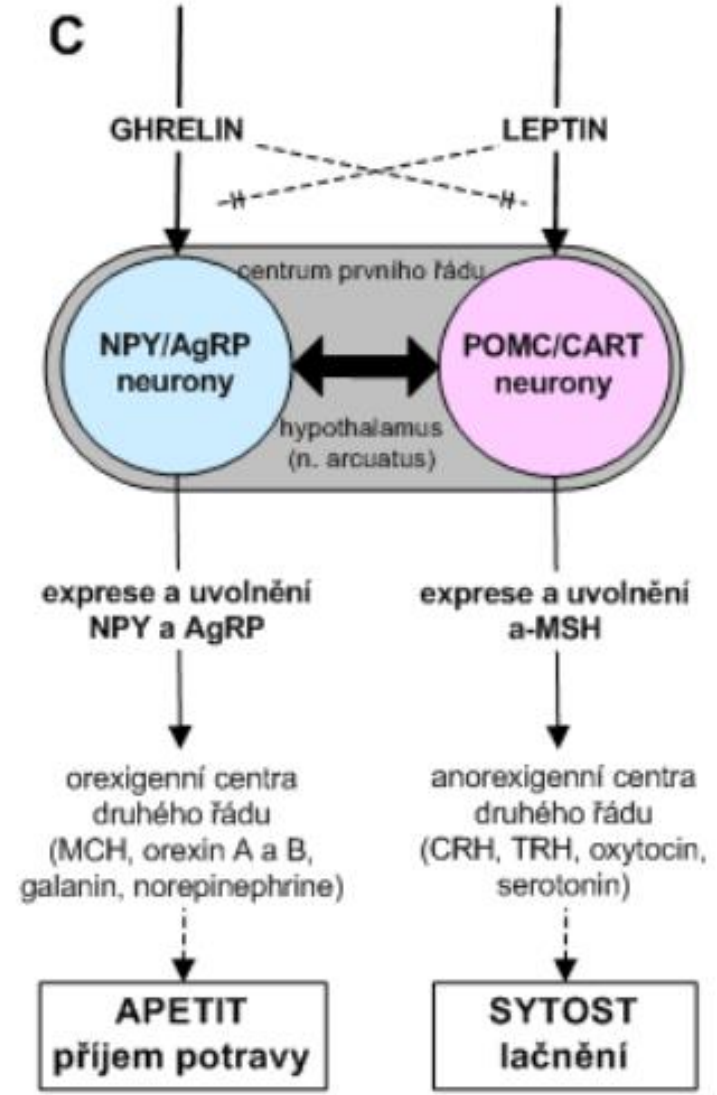 C
GHRELIN
LEPTIN
centrum prvního řádu
NPY/AgRP
neurony
POMC/CART
neurony
hypothalamus
(n. arcuatus)
exprese a uvolnění
NPY a AgRP
exprese a uvolnění
a-MSH
orexigenní centra
druhého řádu
(MCH, orexin A a B,
galanin, norepinephrine)
anorexigenní centra
druhého řádu
(CRH, TRH, oxytocin,
serotonin)
APETIT
příjem potravy
SYTOST
lačnění